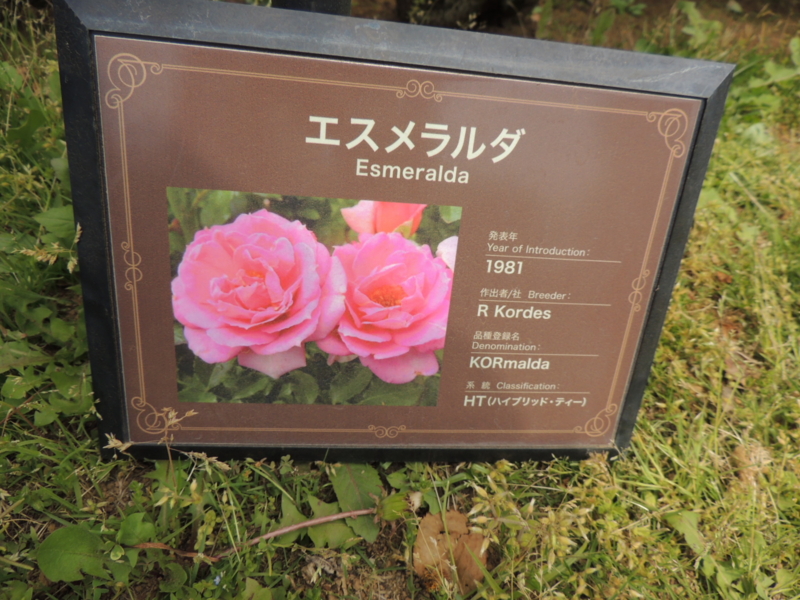 エスメラルダ
Esmeralda
発表年
Year of Introduction:
1981
作出者/社 Breeder:
R Kordes
品種登録名
Denomination:
KORmalda
系 統 Classification:
HT(ハイブリッド・ティー)